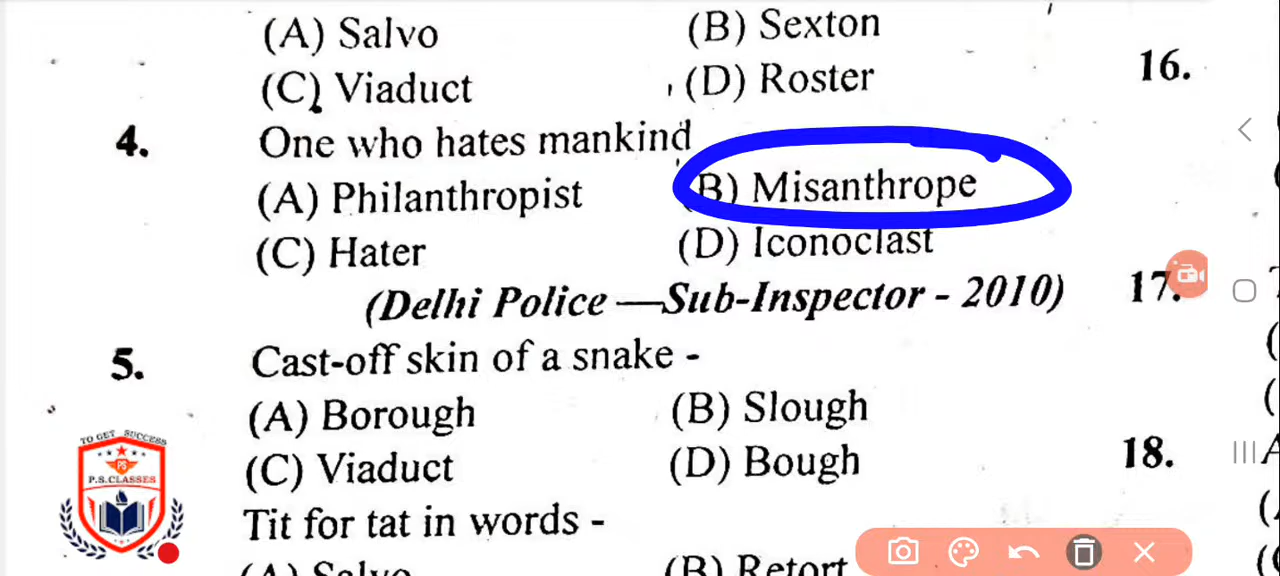 (A) Salvo (B) Sexton
16.
(C) Viaduct (D) Roster
4. One who hates mankind
(A) Philanthropist (B) Misanthrope
(C) Hater (D) Iconoclast
(Delhi Police —Sub-Inspector - 2010) 17.
5. Cast-off skin of a snake -
(A) Borough (B) Slough
(C) Viaduct (D) Bough
18.
TO GET SUCCESS
PS
P.S.CLASSES
Tit for tat in words -
(A) Salvo (B) Retort